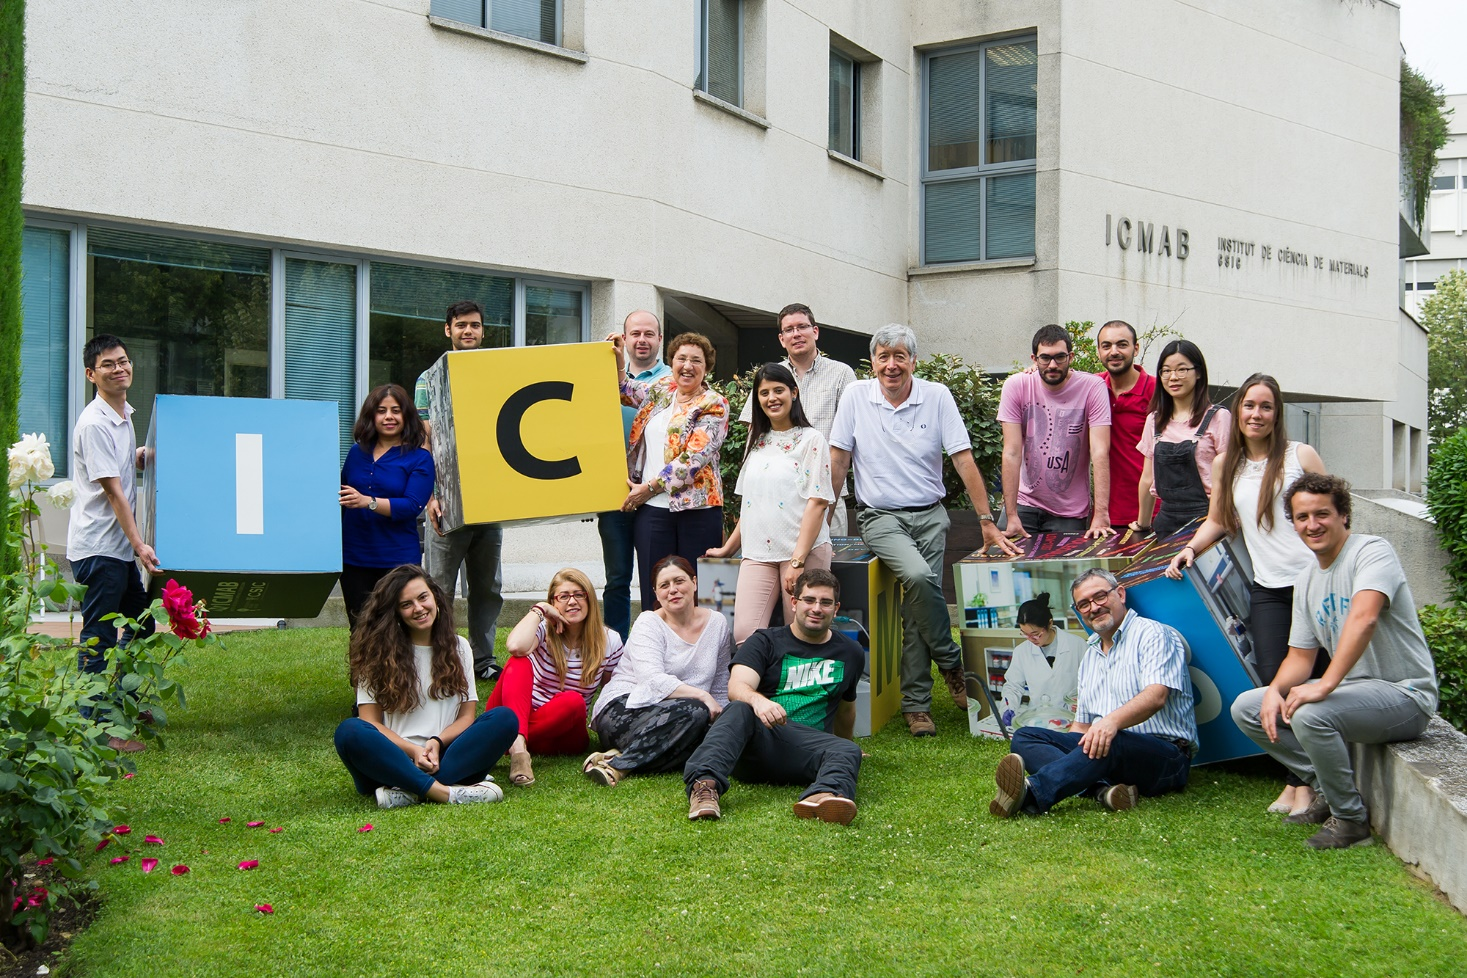 ICMAB
INSTITUT DE CIÈNCIA DE MATERIALS
CSIC
I
C
ICMAB
CSIC
M
USA
NIKE